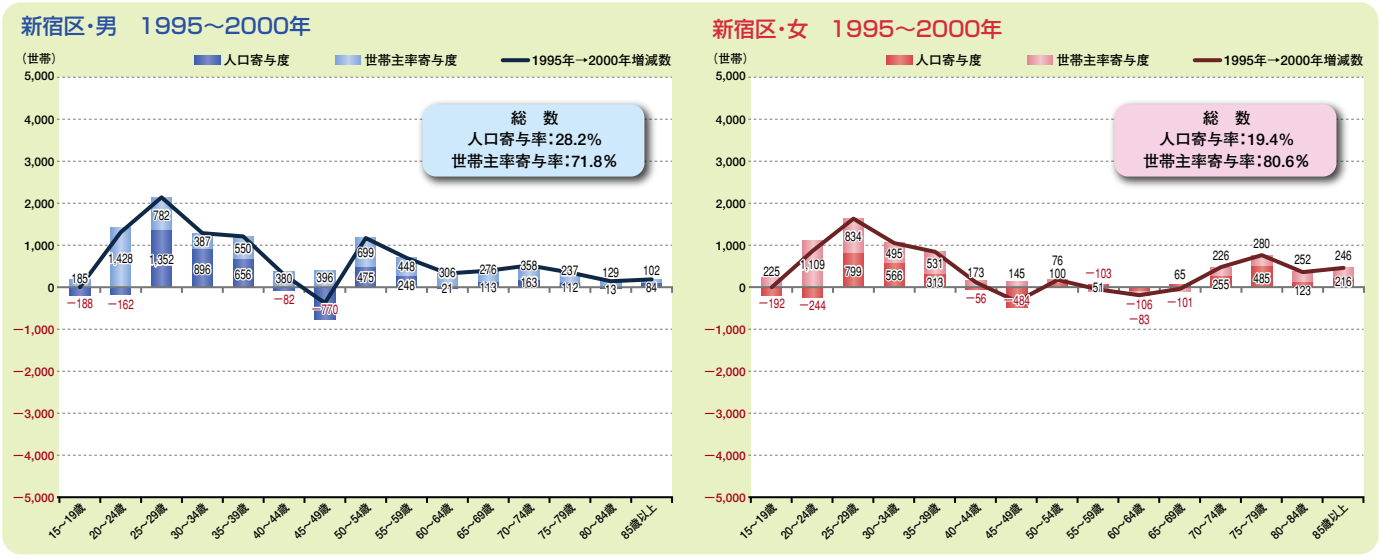 新宿区・男　1995〜2000年
（世帯）
人口寄与度　世帯主率寄与度　1995年→2000年増減数
5,000
4,000
3,000
2,000
1,000
0
−1,000
−2,000
−3,000
−4,000
−5,000
総　数
人口寄与率：28.2%
世帯主率寄与率：71.8%
185
−188
1,428
−162
782
1,352
387
896
550
656
380
−82
396
−770
699
475
448
248
306
21
276
113
358
163
237
112
129
13
102
84
15〜19歳
20〜24歳
25〜29歳
30〜34歳
35〜39歳
40〜44歳
45〜49歳
50〜54歳
55〜59歳
60〜64歳
65〜69歳
70〜74歳
75〜79歳
80〜84歳
85歳以上
新宿区・女　1995〜2000年
（世帯）
人口寄与度　世帯主率寄与度　1995年→2000年増減数
5,000
4,000
3,000
2,000
1,000
0
−1,000
−2,000
−3,000
−4,000
−5,000
総　数
人口寄与率：19.4%
世帯主率寄与率：80.6%
225
−192
1,109
−244
834
799
495
566
531
313
173
−56
145
−484
76
100
−103
51
−106
−83
65
−101
226
255
280
485
252
123
246
216
15〜19歳
20〜24歳
25〜29歳
30〜34歳
35〜39歳
40〜44歳
45〜49歳
50〜54歳
55〜59歳
60〜64歳
65〜69歳
70〜74歳
75〜79歳
80〜84歳
85歳以上